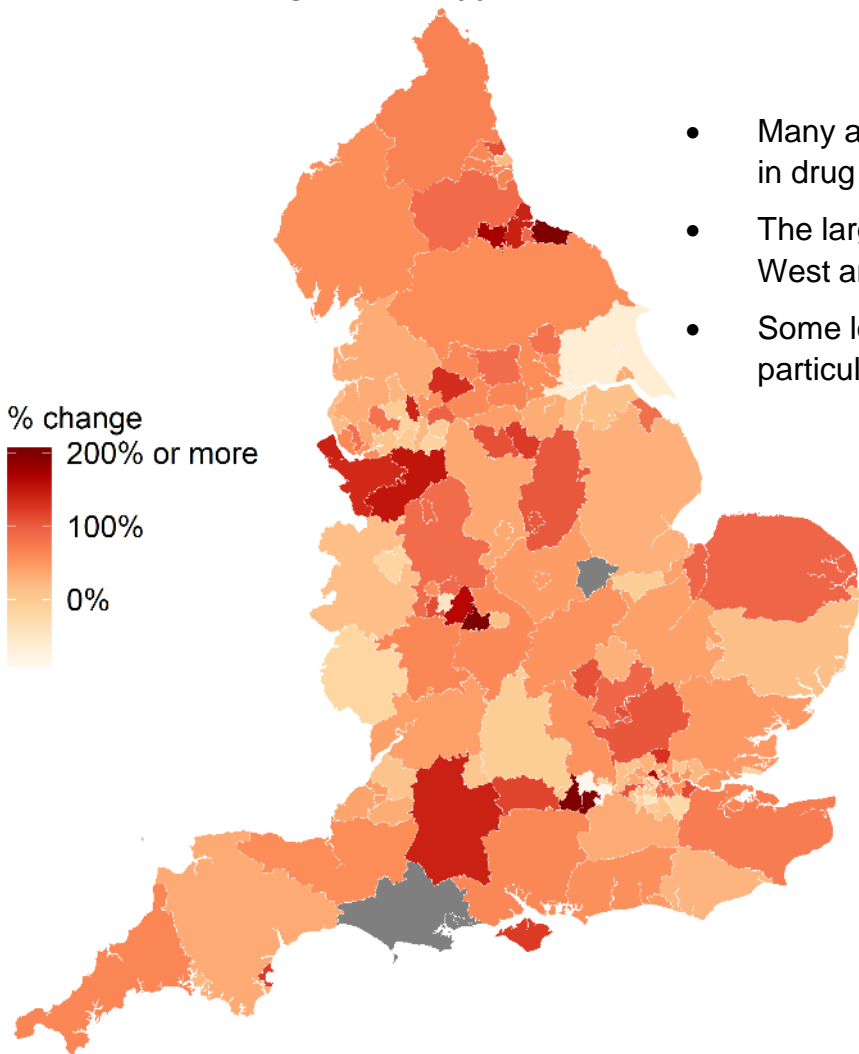 • Many a
in drug
• The larg
West ar
• Some lo
particul
% change
200% or more
100%
0%